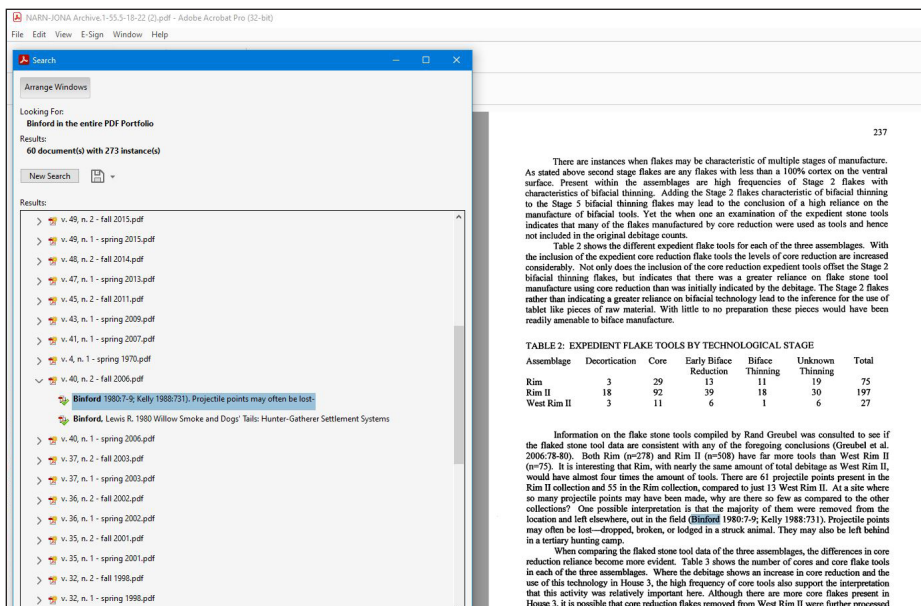 NARN-JONA Archive.1-55.5-18-22 (2).pdf - Adobe Acrobat Pro (32-bit)
File Edit View E-Sign Window Help
Search
Arrange Windows
Looking For:
Binford in the entire PDF Portfolio
Results:
60 document(s) with 273 instance(s)
New Search
Results:
v. 49, n. 2 - fall 2015.pdf
v. 49, n. 1 - spring 2015.pdf
v. 48, n. 2 - fall 2014.pdf
v. 47, n. 1 - spring 2013.pdf
v. 45, n. 2 - fall 2011.pdf
v. 43, n. 1 - spring 2009.pdf
v. 41, n. 1 - spring 2007.pdf
v. 4, n. 1 - spring 1970.pdf
v. 40, n. 2 - fall 2006.pdf
Binford 1980:7-9; Kelly 1988:731). Projectile points may often be lost-
Binford, Lewis R. 1980 Willow Smoke and Dogs' Tails: Hunter-Gatherer Settlement Systems
v. 40, n. 1 - spring 2006.pdf
v. 37, n. 2 - fall 2003.pdf
v. 37, n. 1 - spring 2003.pdf
v. 36, n. 2 - fall 2002.pdf
v. 36, n. 1 - spring 2002.pdf
v. 35, n. 2 - fall 2001.pdf
v. 35, n. 1 - spring 2001.pdf
v. 32, n. 2 - fall 1998.pdf
v. 32, n. 1 - spring 1998.pdf
237
There are instances when flakes may be characteristic of multiple stages of manufacture.
As stated above second stage flakes are any flakes with less than a 100% cortex on the ventral
surface. Present within the assemblages are high frequencies of Stage 2 flakes with
characteristics of bifacial thinning. Adding the Stage 2 flakes characteristic of bifacial thinning
to the Stage 5 bifacial thinning flakes may lead to the conclusion of a high reliance on the
manufacture of bifacial tools. Yet the when one an examination of the expedient stone tools
indicates that many of the flakes manufactured by core reduction were used as tools and hence
not included in the original debitage counts.
Table 2 shows the different expedient flake tools for each of the three assemblages. With
the inclusion of the expedient core reduction flake tools the levels of core reduction are increased
considerably. Not only does the inclusion of the core reduction expedient tools offset the Stage 2
bifacial thinning flakes, but indicates that there was a greater reliance on flake stone tool
manufacture using core reduction than was initially indicated by the debitage. The Stage 2 flakes
rather than indicating a greater reliance on bifacial technology lead to the inference for the use of
tablet like pieces of raw material. With little to no preparation these pieces would have been
readily amenable to biface manufacture.
TABLE 2: EXPEDIENT FLAKE TOOLS BY TECHNOLOGICAL STAGE
Assemblage Decortication Core Early Biface Biface Unknown Total
Reduction Thinning Thinning
Rim 3 29 13 11 19 75
Rim II 18 92 39 18 30 197
West Rim II 3 11 6 1 6 27
Information on the flake stone tools compiled by Rand Greubel was consulted to see if
the flaked stone tool data are consistent with any of the foregoing conclusions (Greubel et al.
2006:78-80). Both Rim (n=278) and Rim II (n=508) have far more tools than West Rim II
(n=75). It is interesting that Rim, with nearly the same amount of total debitage as West Rim II,
would have almost four times the amount of tools. There are 61 projectile points present in the
Rim II collection and 55 in the Rim collection, compared to just 13 West Rim II. At a site where
so many projectile points may have been made, why are there so few as compared to the other
collections? One possible interpretation is that the majority of them were removed from the
location and left elsewhere, out in the field (Binford 1980:7-9; Kelly 1988:731). Projectile points
may often be lost—dropped, broken, or lodged in a struck animal. They may also be left behind
in a tertiary hunting camp.
When comparing the flaked stone tool data of the three assemblages, the differences in core
reduction reliance become more evident. Table 3 shows the number of cores and core flake tools
in each of the three assemblages. Where the debitage shows an increase in core reduction and the
use of this technology in House 3, the high frequency of core tools also support the interpretation
that this activity was relatively important here. Although there are more core flakes present in
House 3, it is possible that core reduction flakes removed from West Rim II were further processed